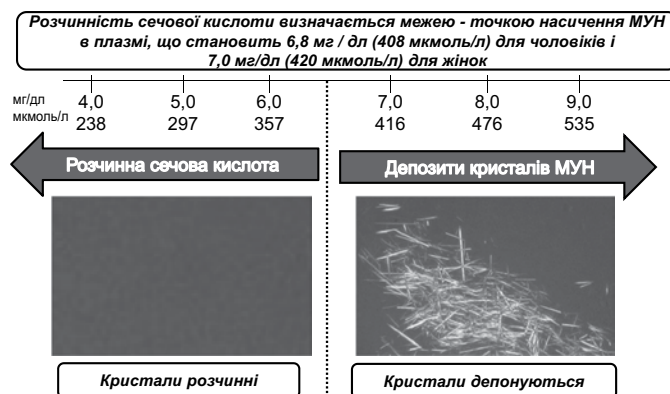 Розчинність сечової кислоти визначається межею - точкою насичення МУН
в плазмі, що становить 6,8 мг / дл (408 мкмоль/л) для чоловіків і
7,0 мг/дл (420 мкмоль/л) для жінок
мг/дл 4,0 5,0 6,0 7,0 8,0 9,0
мкмоль/л 238 297 357 416 476 535
Розчинна сечова кислота Депозити кристалів МУН
Кристали розчинні Кристали депонуються